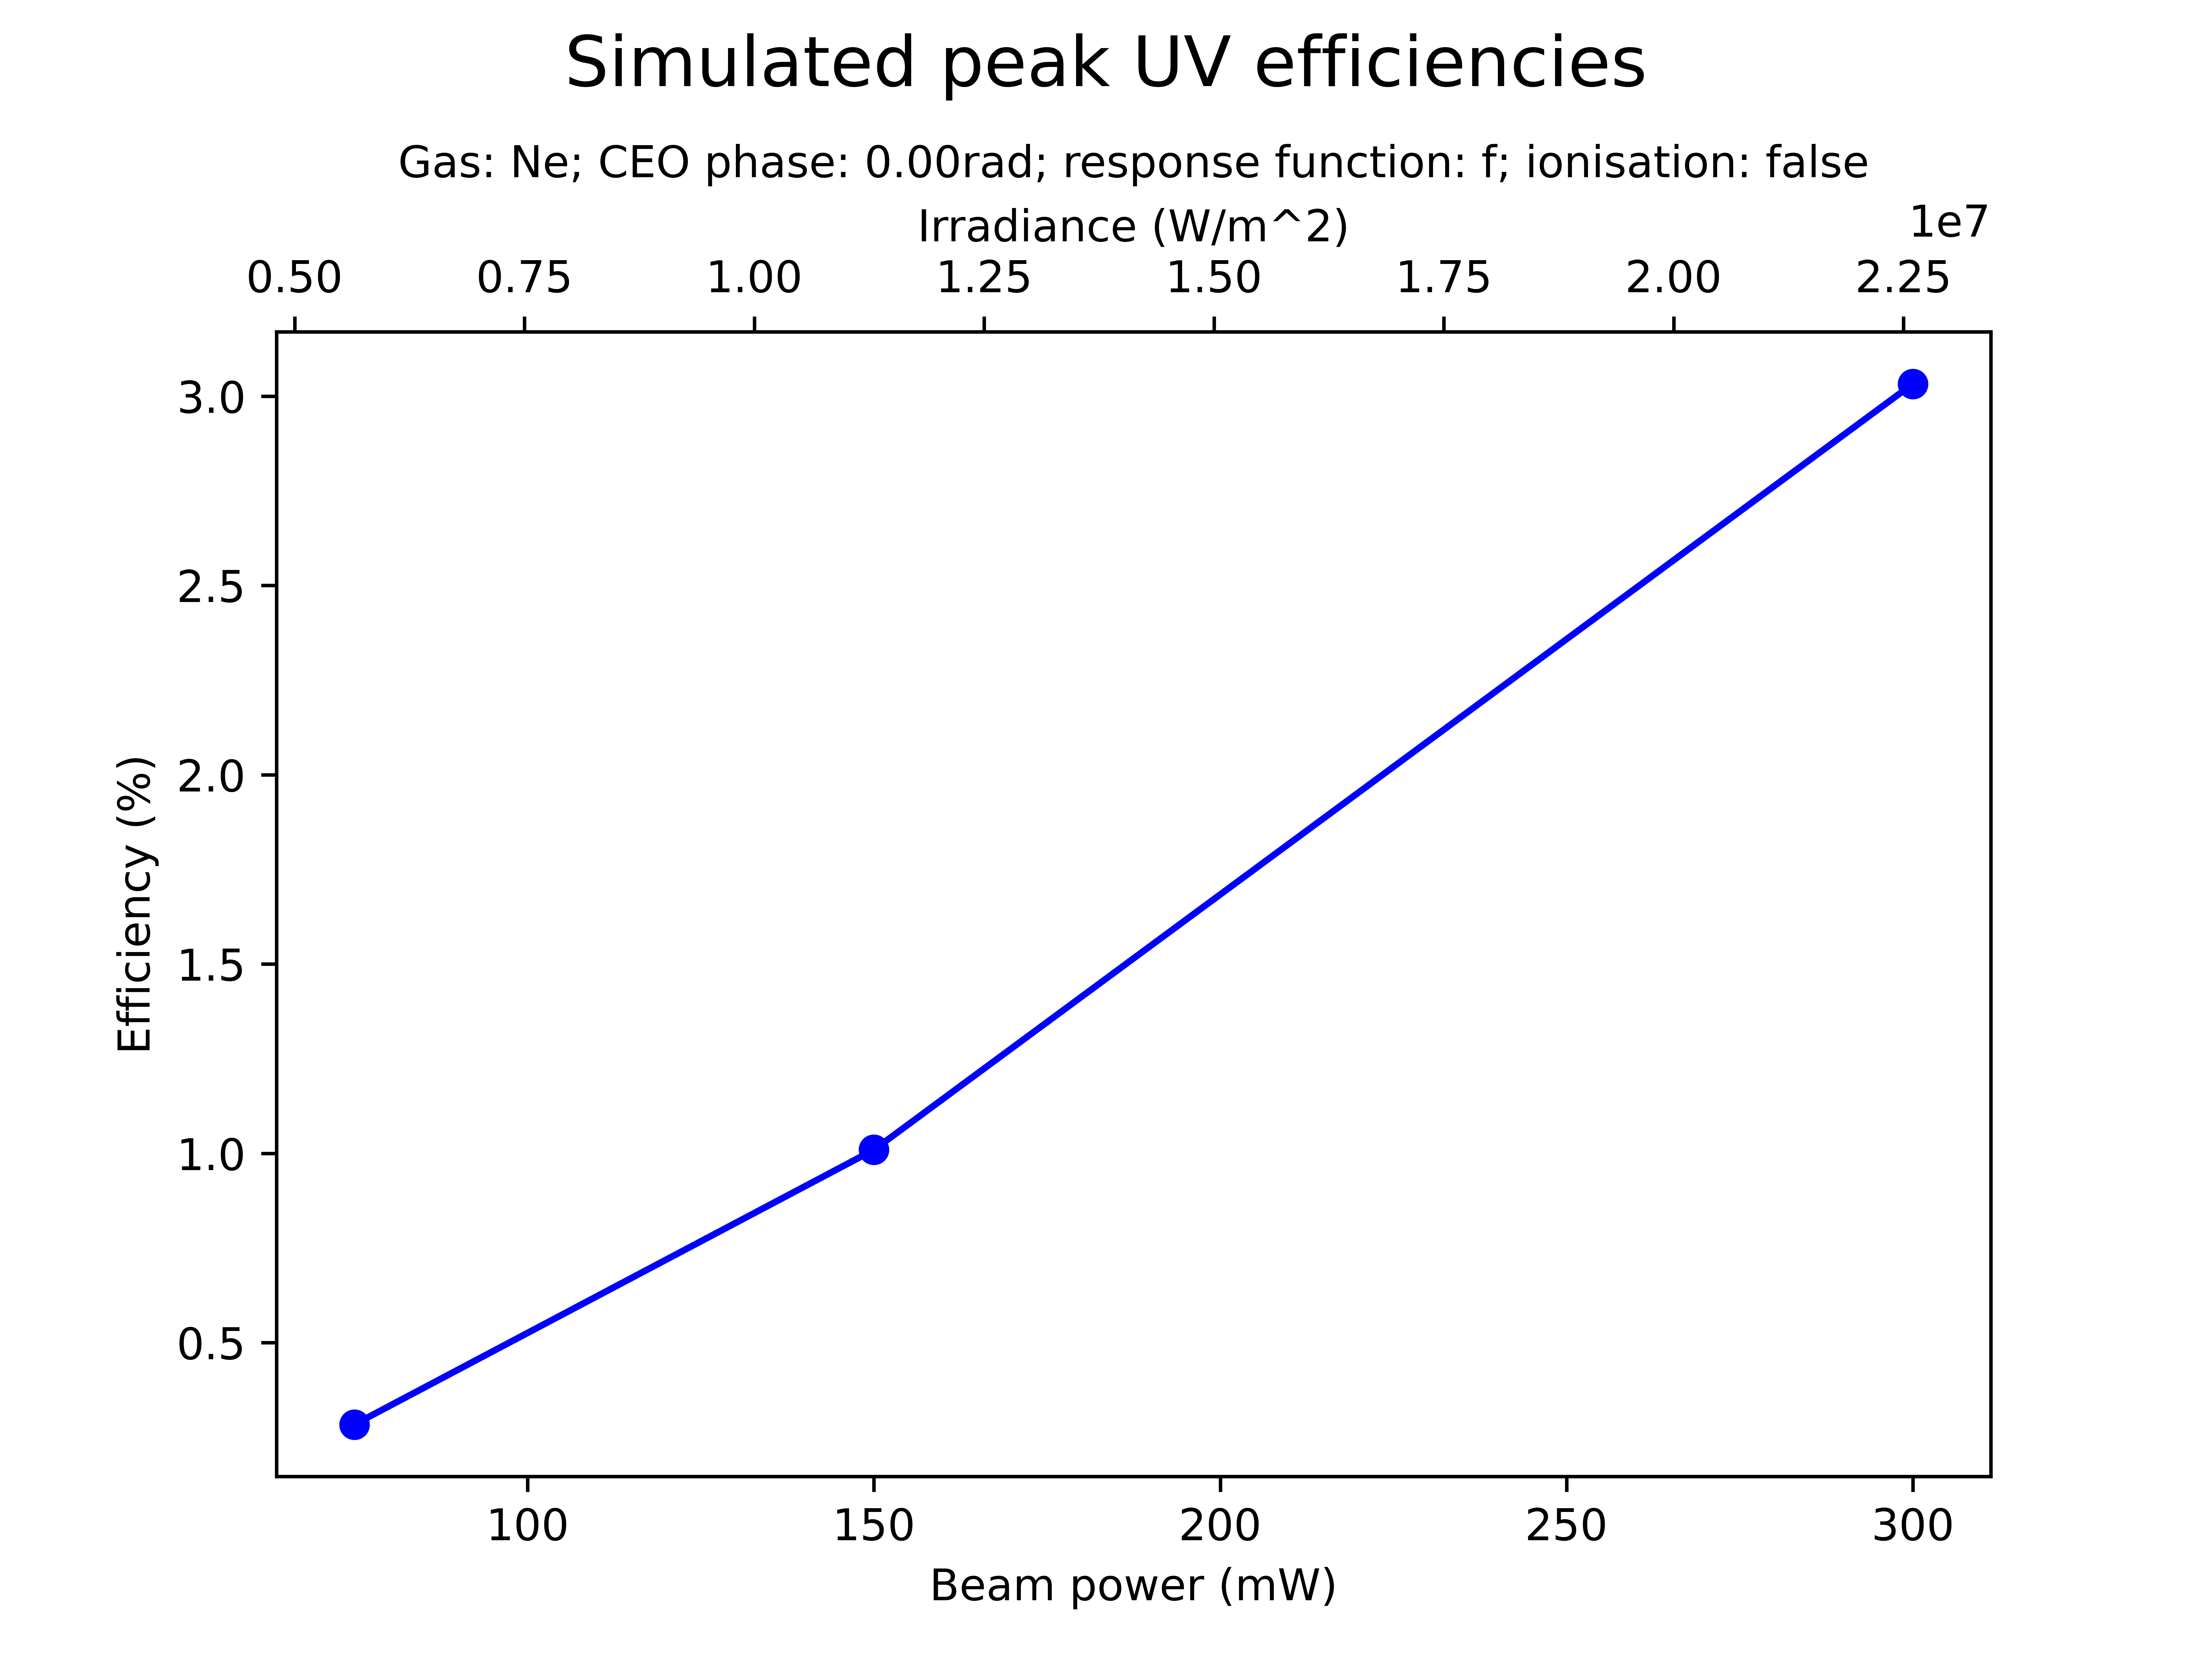 Simulated peak UV efficiencies
Gas: Ne; CEO phase: 0.00rad; response function: f; ionisation: false
Irradiance (W/m^2)
1e7
0.50 0.75 1.00 1.25 1.50 1.75 2.00 2.25
3.0
2.5
2.0
1.5
1.0
0.5
Efficiency (%)
100 150 200 250 300
Beam power (mW)